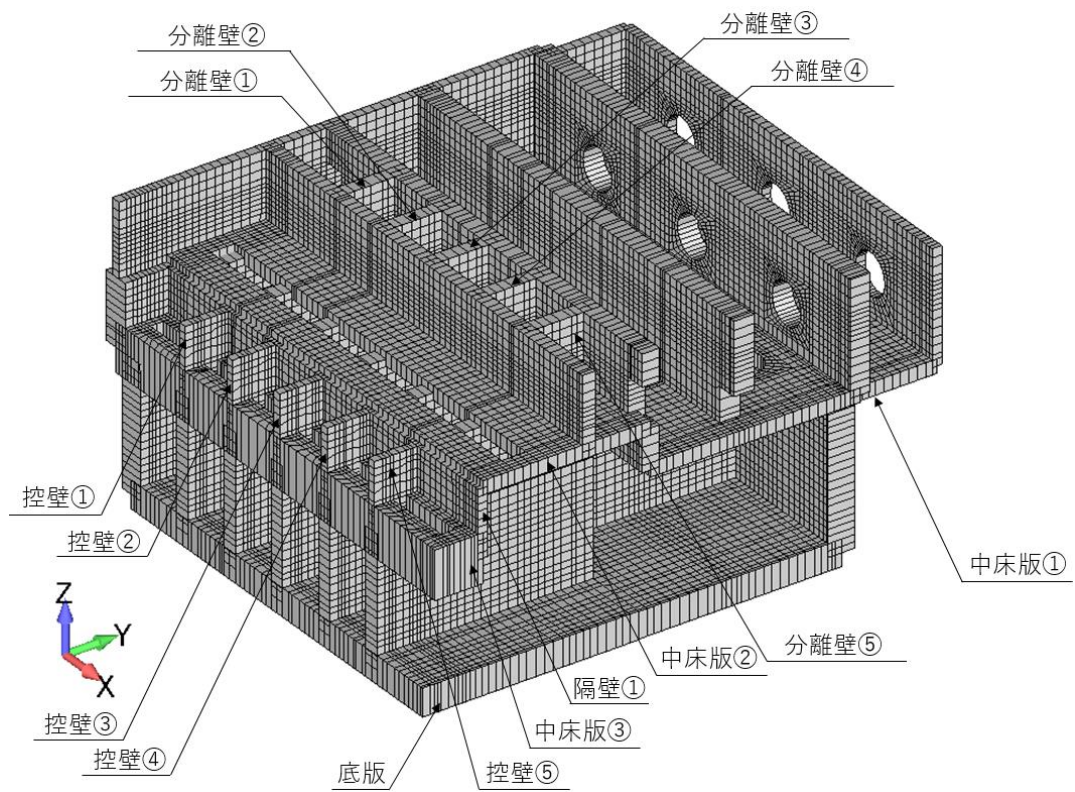 分離壁②
分離壁①
分離壁③
分離壁④
控壁①
控壁②
Z
Y
X
控壁③
控壁④
底版
控壁⑤
中床版③
隔壁①
中床版②
分離壁⑤
中床版①